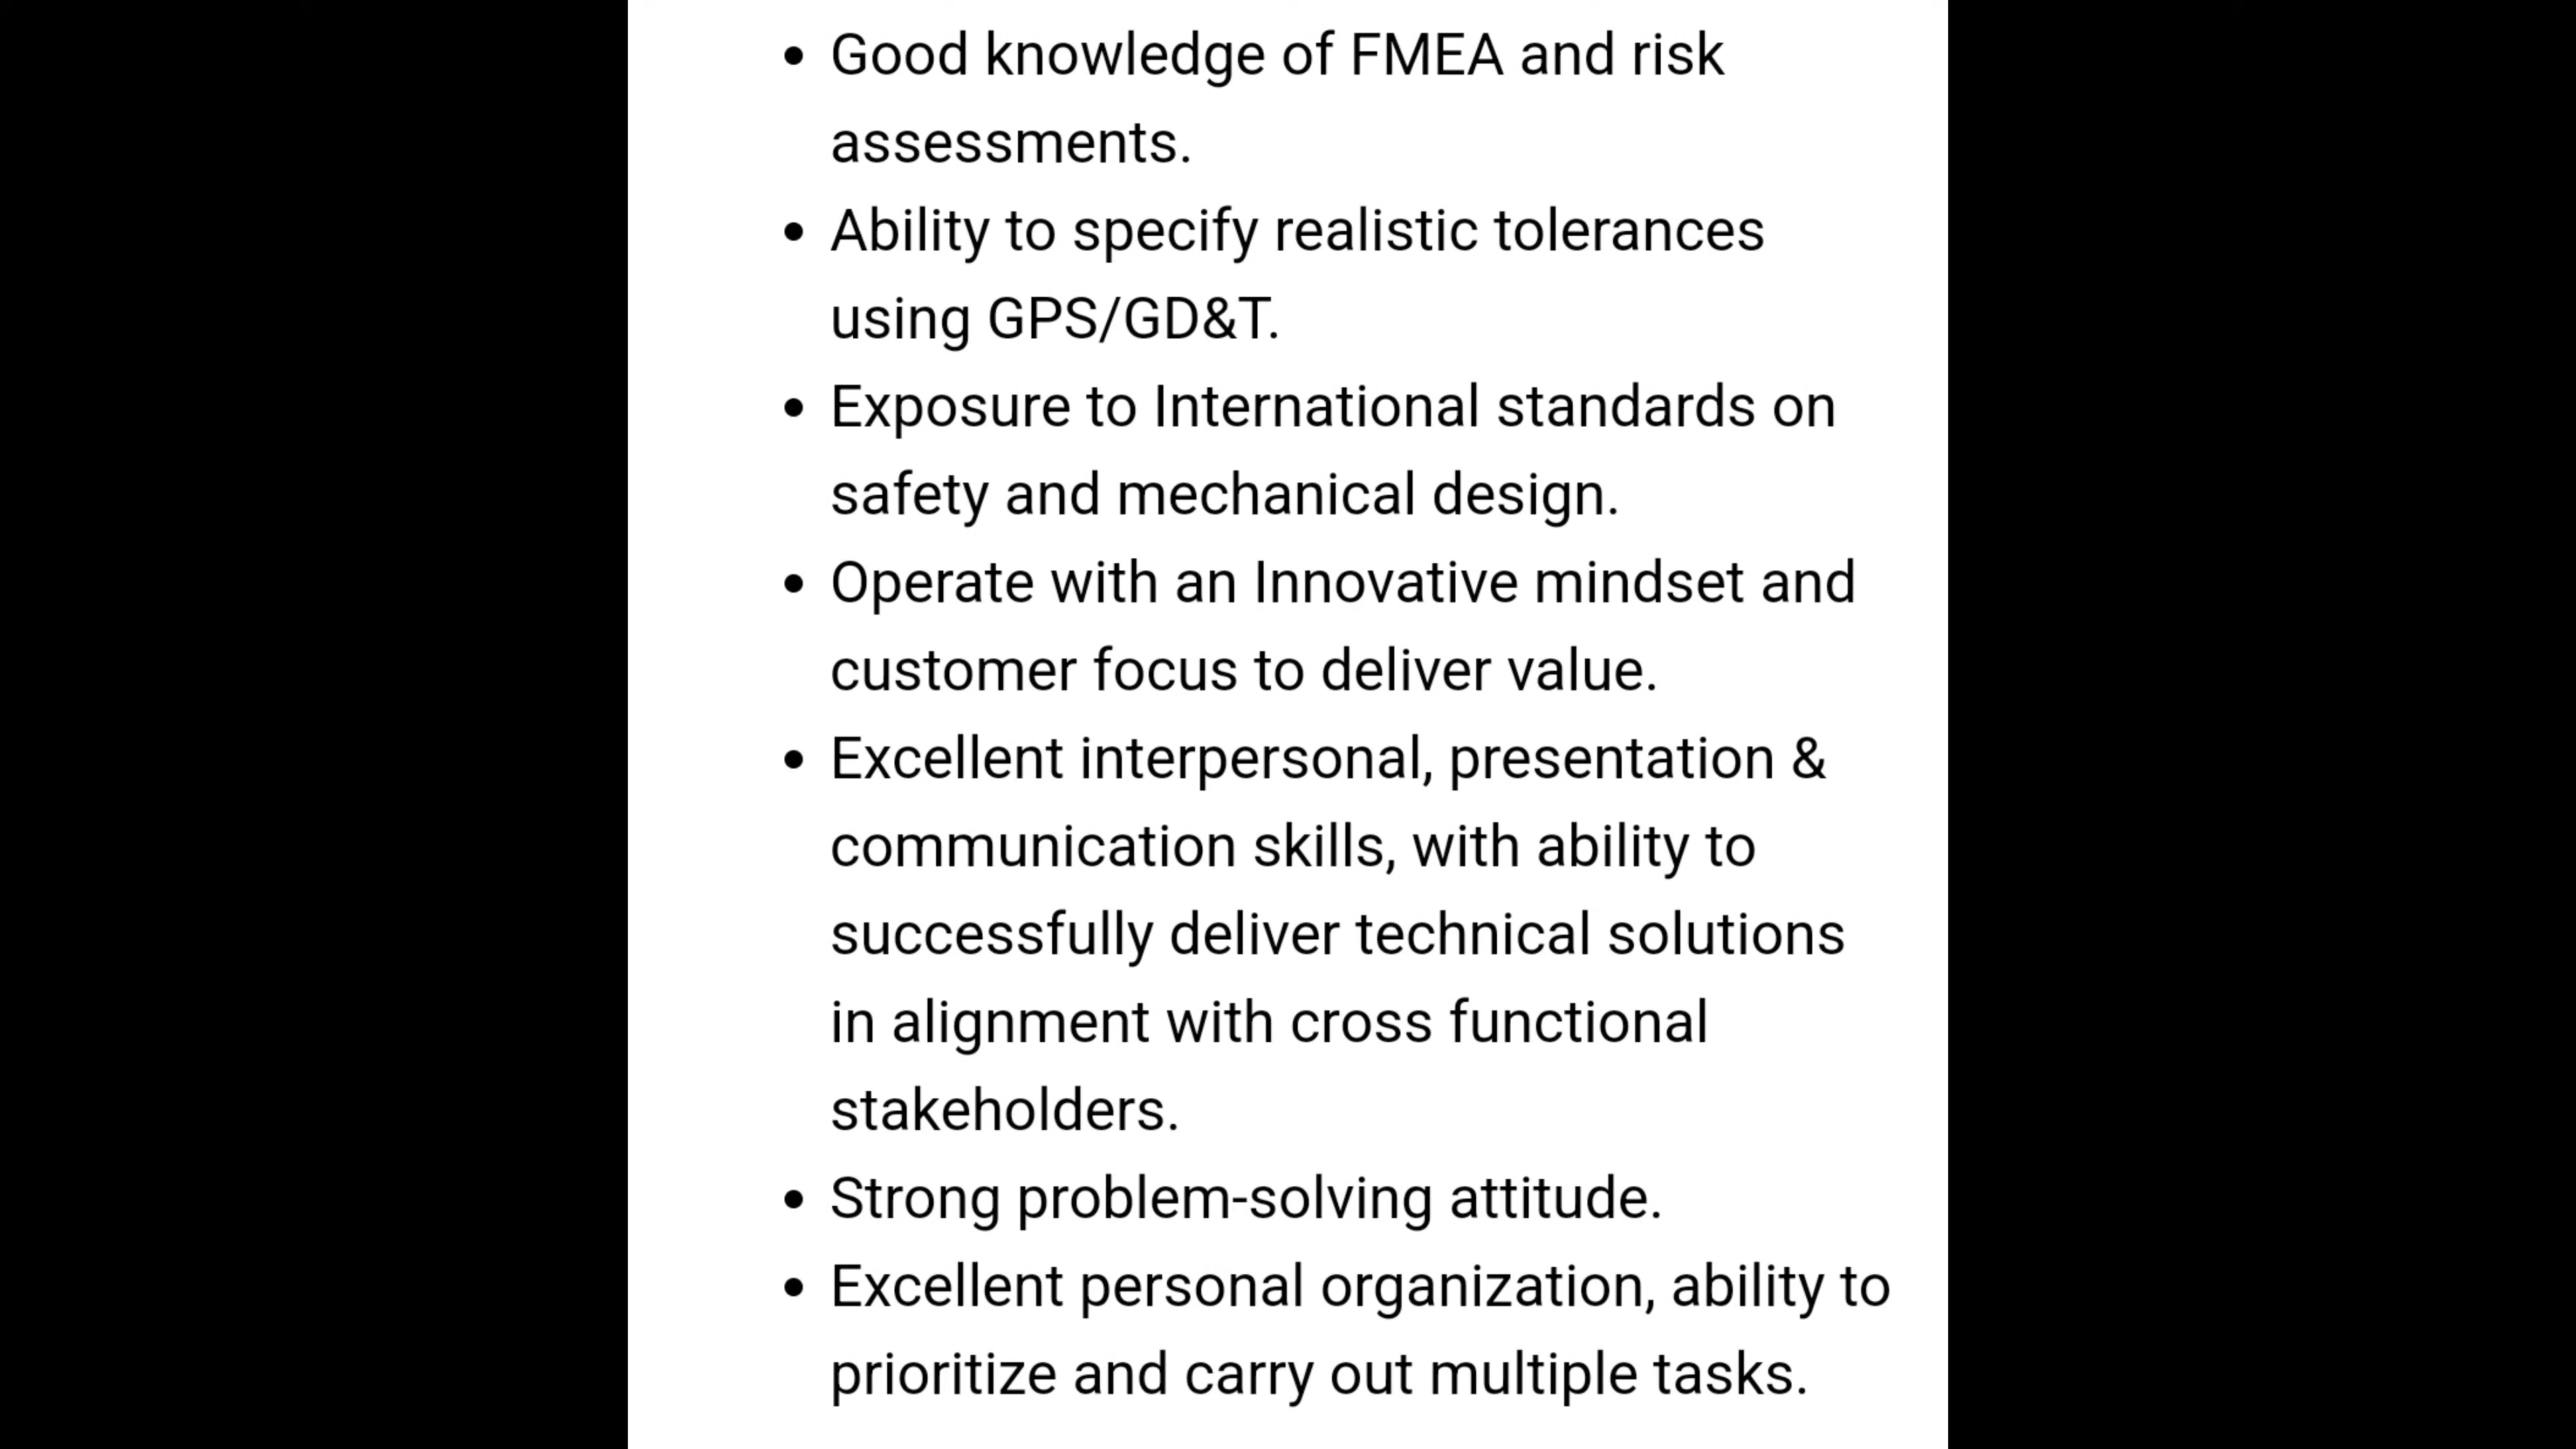 • Good knowledge of FMEA and risk
assessments.
• Ability to specify realistic tolerances
using GPS/GD&T.
• Exposure to International standards on
safety and mechanical design.
• Operate with an Innovative mindset and
customer focus to deliver value.
• Excellent interpersonal, presentation &
communication skills, with ability to
successfully deliver technical solutions
in alignment with cross functional
stakeholders.
• Strong problem-solving attitude.
• Excellent personal organization, ability to
prioritize and carry out multiple tasks.